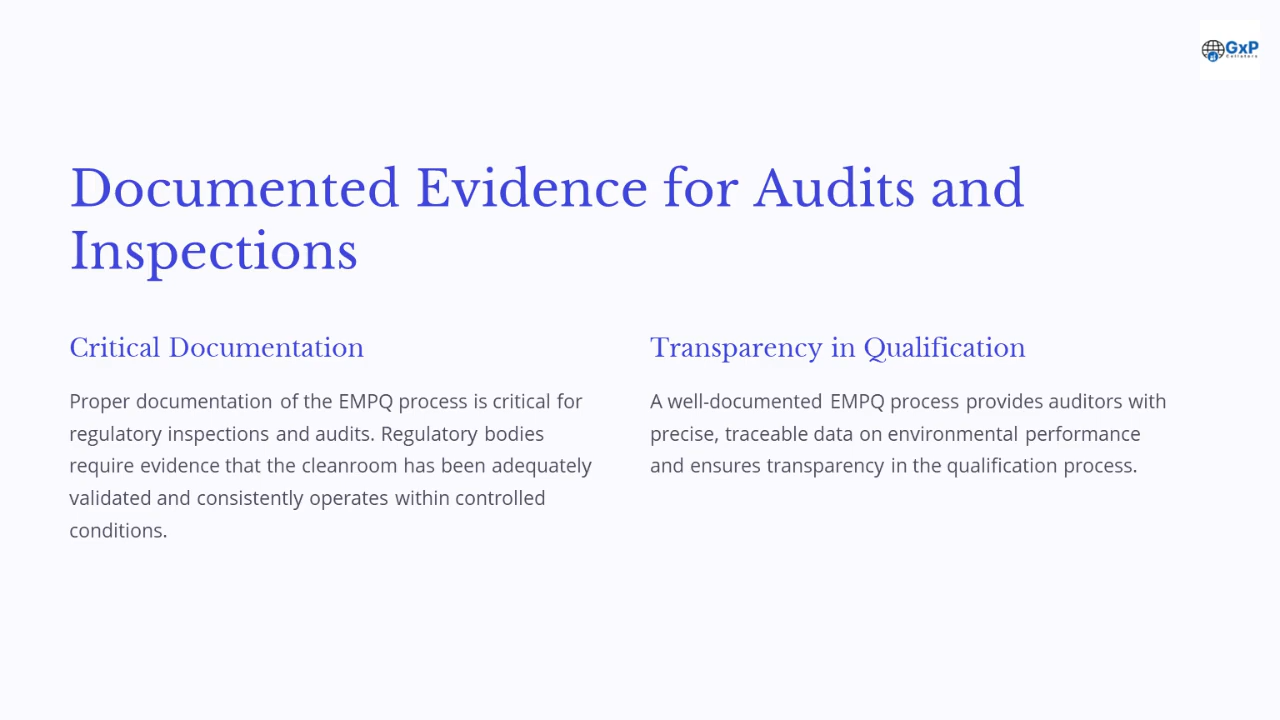 GxP
Documented Evidence for Audits and
Inspections
Critical Documentation
Proper documentation of the EMPQ process is critical for
regulatory inspections and audits. Regulatory bodies
require evidence that the cleanroom has been adequately
validated and consistently operates within controlled
conditions.
Transparency in Qualification
A well-documented EMPQ process provides auditors with
precise, traceable data on environmental performance
and ensures transparency in the qualification process.